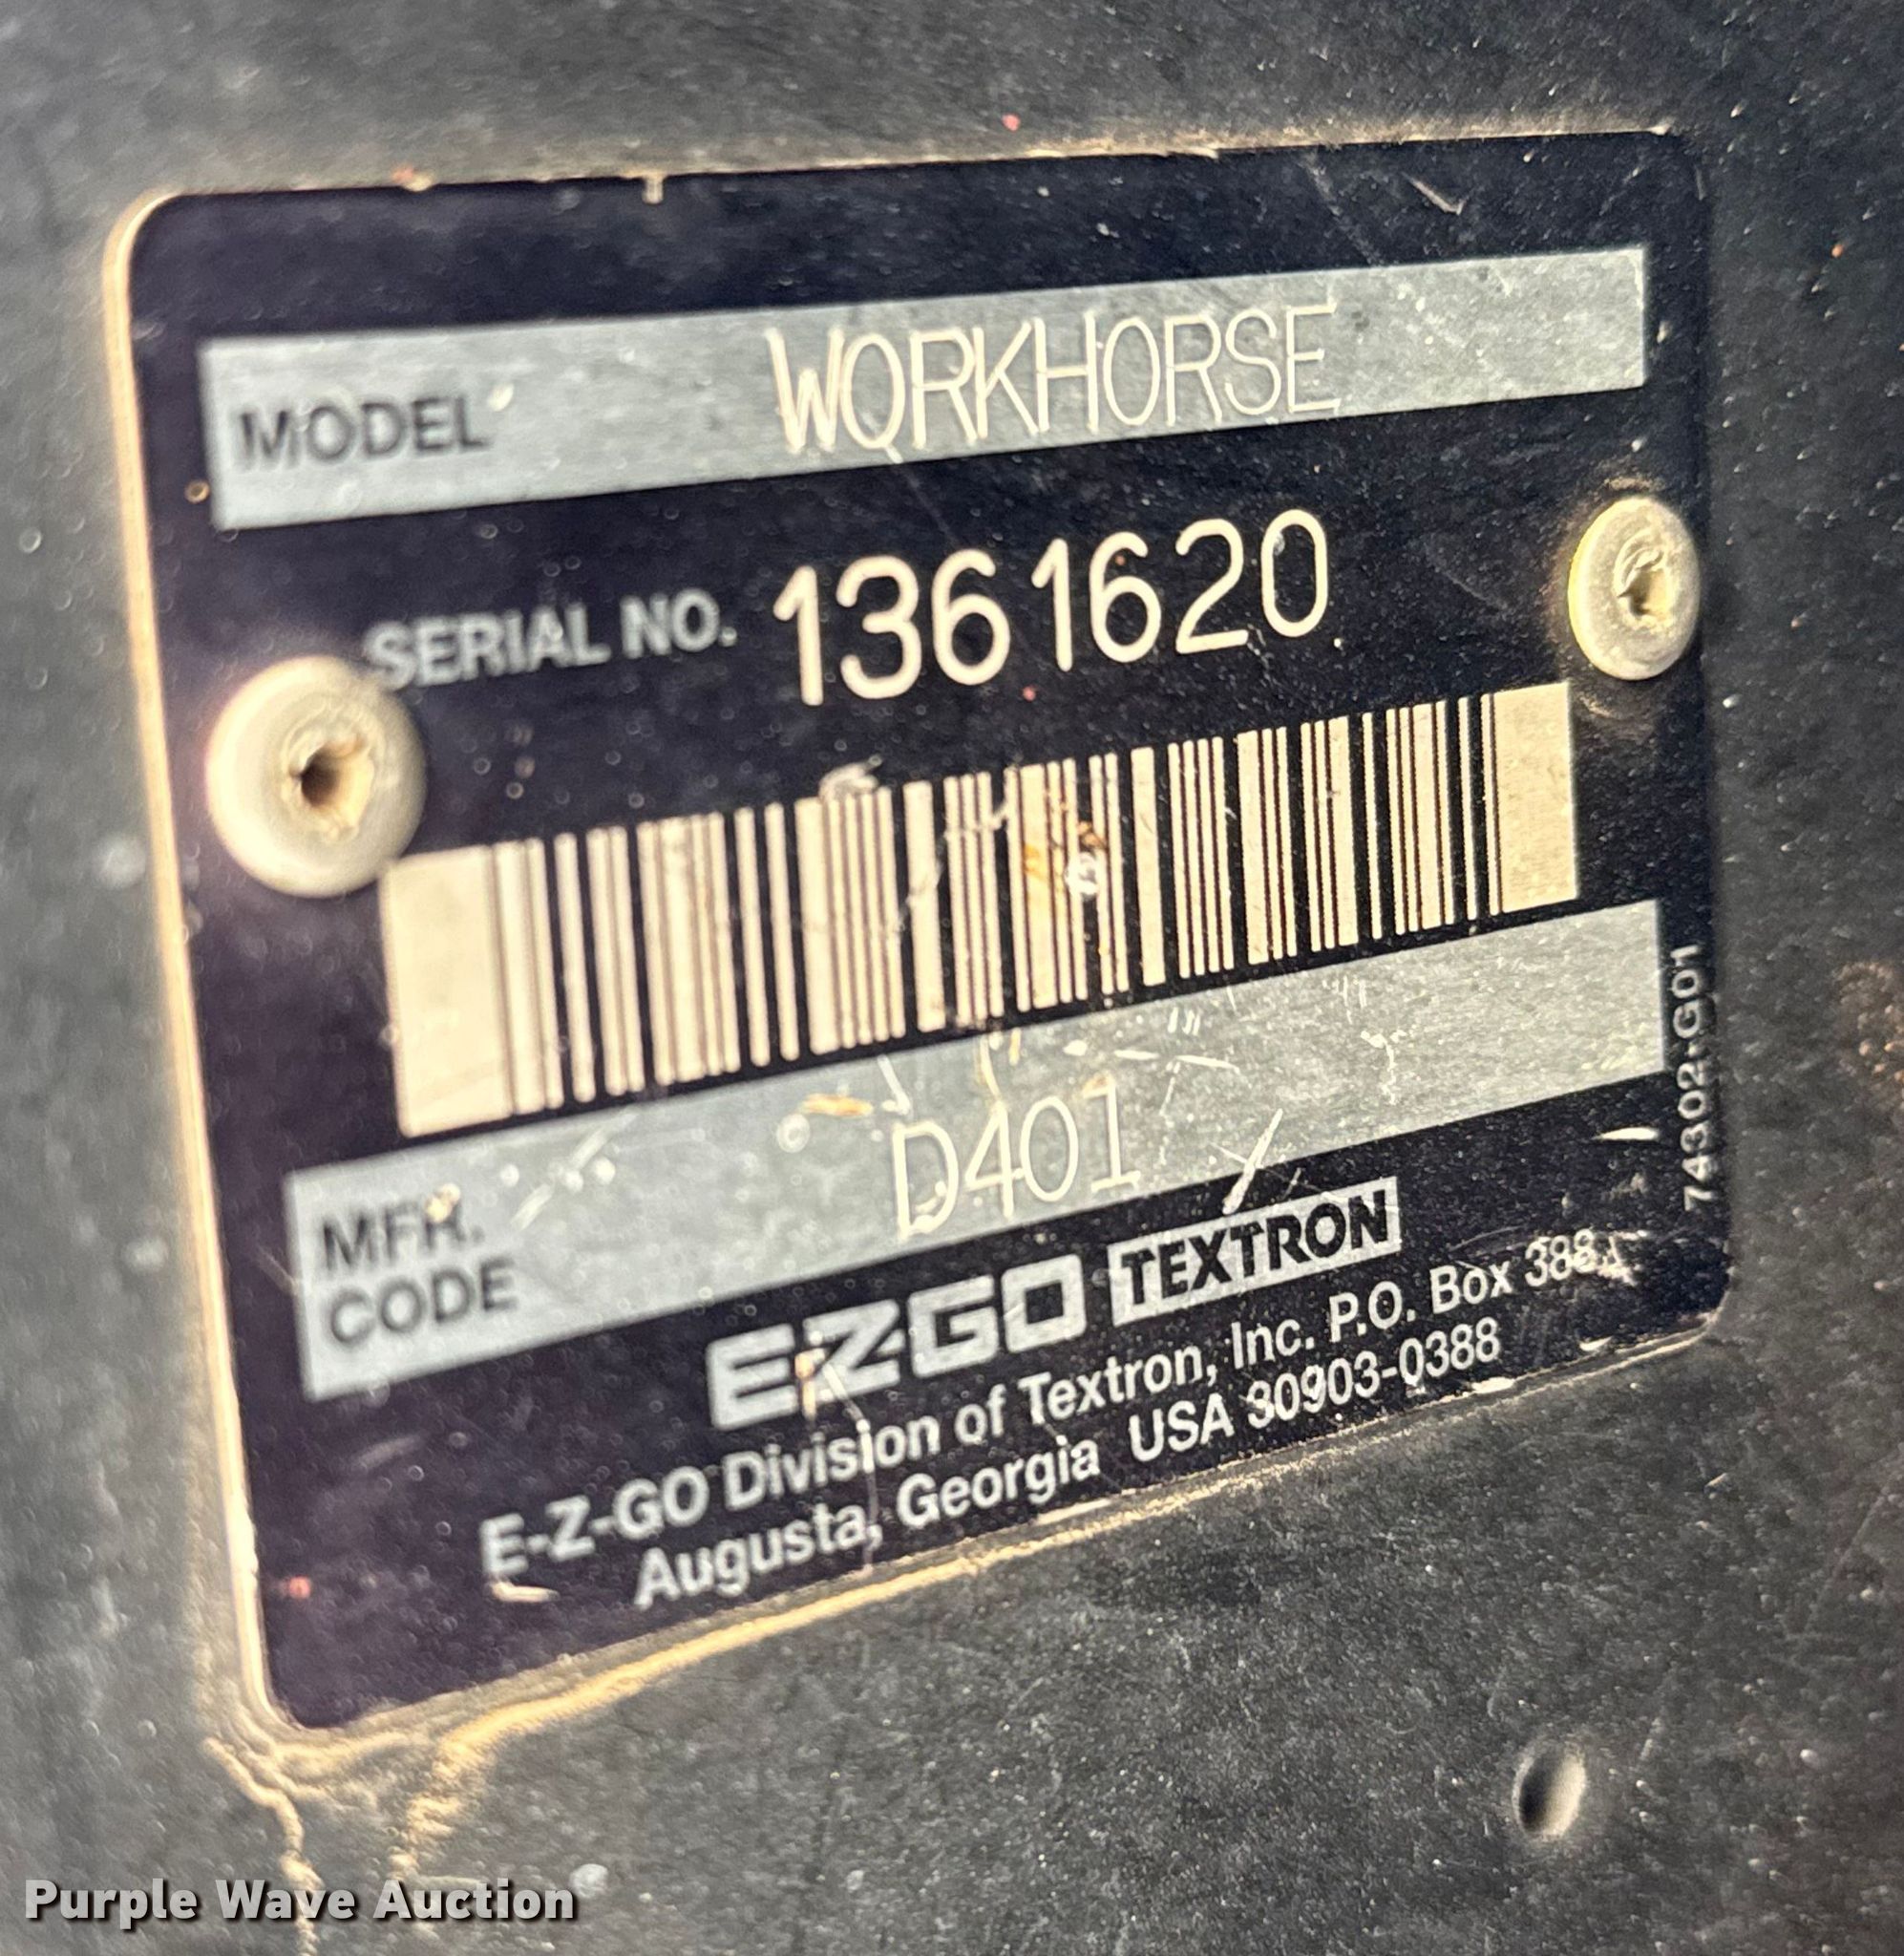 MODEL WORKHORSE
SERIAL NO. 1361620
MFR.
CODE
D401
74302-G01
E-Z-GO TEXTRON
E-Z-GO Division of Textron, Inc. P.O. Box 388
Augusta, Georgia USA 30903-0388
Purple Wave Auction